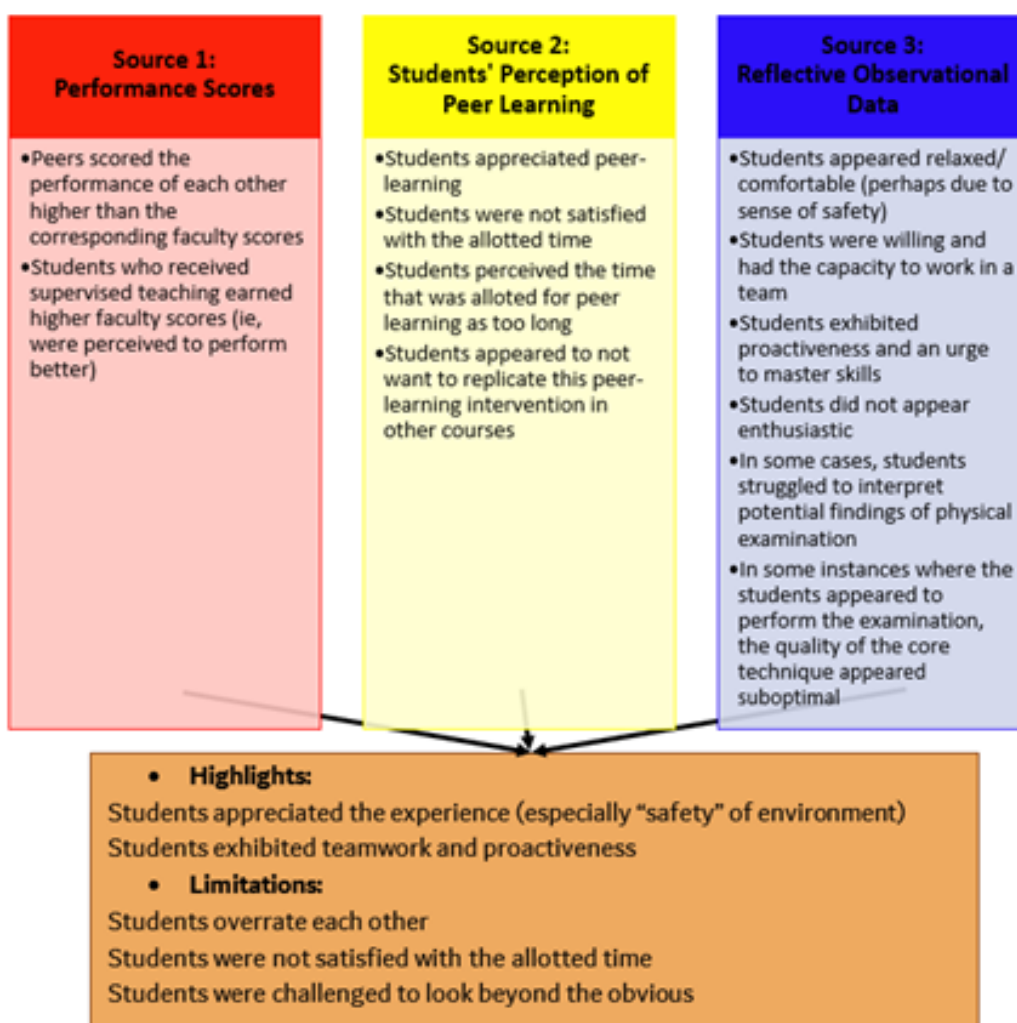 Source 1:
Performance Scores
•Peers scored the
performance of each other
higher than the
corresponding faculty scores
•Students who received
supervised teaching earned
higher faculty scores (ie,
were perceived to perform
better)
Source 2:
Students' Perception of
Peer Learning
•Students appreciated peer-
learning
•Students were not satisfied
with the allotted time
•Students perceived the time
that was alloted for peer
learning as too long
•Students appeared to not
want to replicate this peer-
learning intervention in
other courses
Source 3:
Reflective Observational
Data
•Students appeared relaxed/
comfortable (perhaps due to
sense of safety)
•Students were willing and
had the capacity to work in a
team
•Students exhibited
proactiveness and an urge
to master skills
•Students did not appear
enthusiastic
•In some cases, students
struggled to interpret
potential findings of physical
examination
•In some instances where the
students appeared to
perform the examination,
the quality of the core
technique appeared
suboptimal
• Highlights:
Students appreciated the experience (especially “safety” of environment)
Students exhibited teamwork and proactiveness
• Limitations:
Students overrate each other
Students were not satisfied with the allotted time
Students were challenged to look beyond the obvious